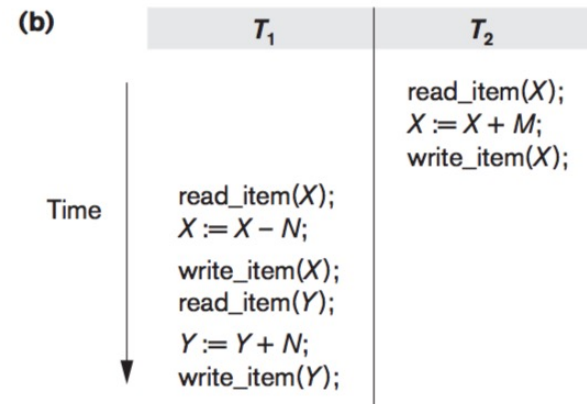 (b)
T₁
T₂
read_item(X);
X := X + M;
write_item(X);
Time
read_item(X);
X := X – N;
write_item(X);
read_item(Y);
Y := Y + N;
write_item(Y);